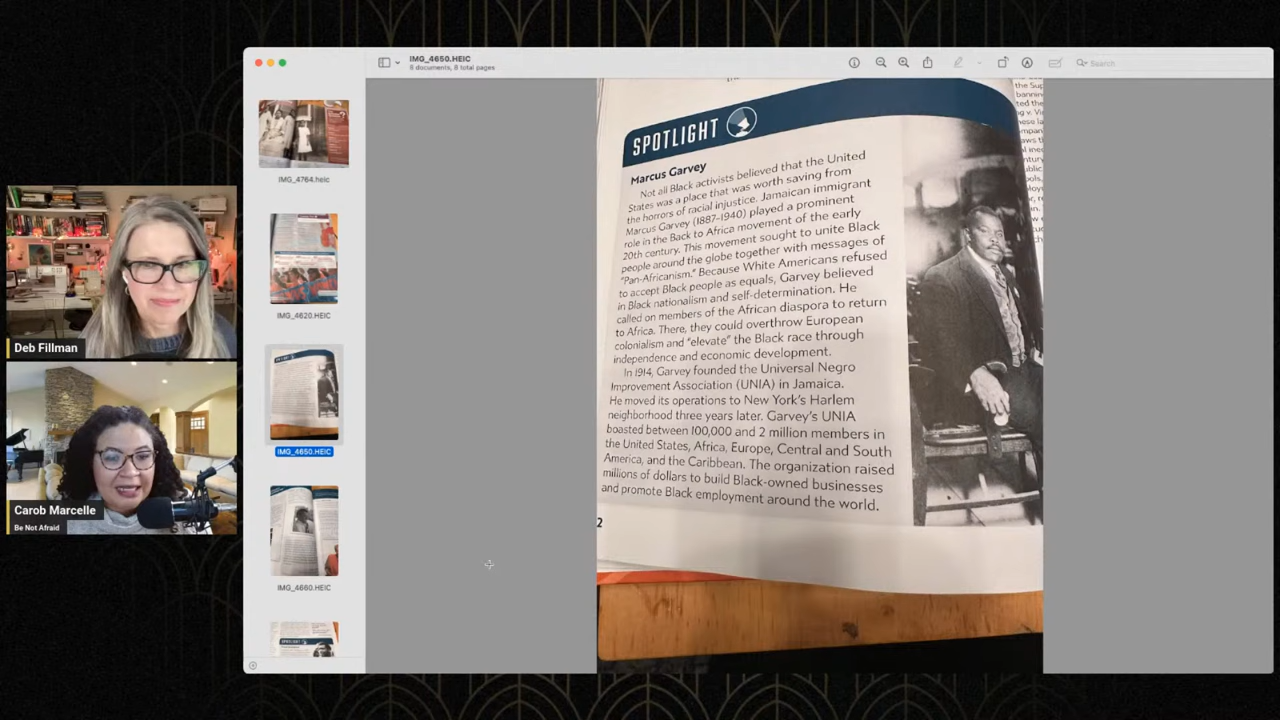 IMG_4650.HEIC
8 documents, 8 total pages
Search
IMG_4764.heic
IMG_4620.HEIC
IMG_4650.HEIC
IMG_4660.HEIC
SPOTLIGHT
Deb Fillman
Carob Marcelle
Be Not Afraid
SPOTLIGHT
Marcus Garvey
Not all Black activists believed that the United
States was a place that was worth saving from
the horrors of racial injustice. Jamaican immigrant
Marcus Garvey (1887–1940) played a prominent
role in the Back to Africa movement of the early
20th century. This movement sought to unite Black
people around the globe together with messages of
"Pan-Africanism." Because White Americans refused
to accept Black people as equals, Garvey believed
in Black nationalism and self-determination. He
called on members of the African diaspora to return
to Africa. There, they could overthrow European
colonialism and "elevate" the Black race through
independence and economic development.
In 1914, Garvey founded the Universal Negro
Improvement Association (UNIA) in Jamaica.
He moved its operations to New York's Harlem
neighborhood three years later. Garvey's UNIA
boasted between 100,000 and 2 million members in
the United States, Africa, Europe, Central and South
America, and the Caribbean. The organization raised
millions of dollars to build Black-owned businesses
and promote Black employment around the world.
2